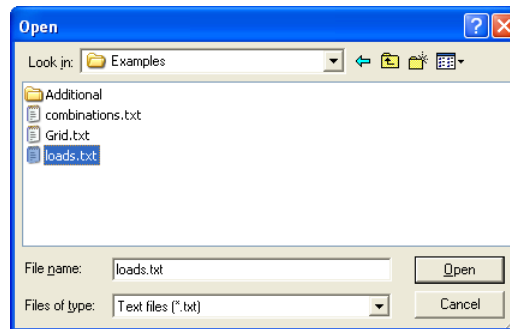 Open
Look in: Examples
Additional
combinations.txt
Grid.txt
loads.txt
File name: loads.txt Open
Files of type: Text files (*.txt) Cancel